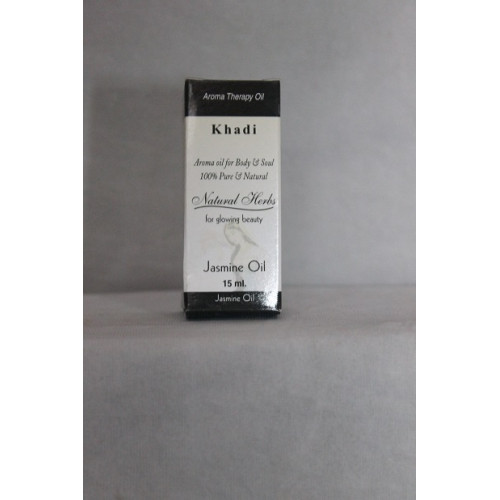 Aroma Therapy Oil
Khadi
Aroma oil for Body & Soul
100% Pure & Natural
Natural Herbs
for glowing beauty
Jasmine Oil
15 ml.
Jasmine Oil